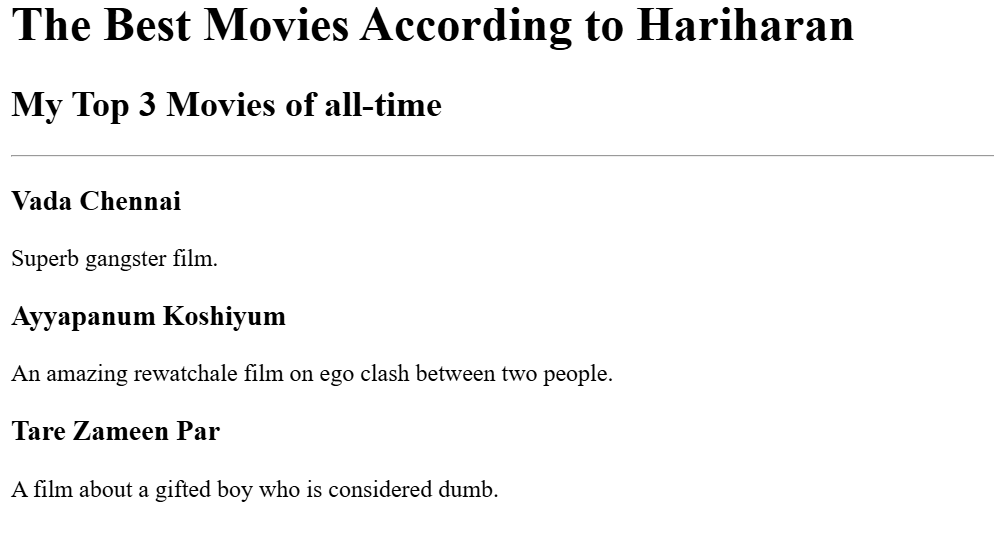 The Best Movies According to Hariharan
My Top 3 Movies of all-time
Vada Chennai
Superb gangster film.
Ayyapanum Koshiyum
An amazing rewatchale film on ego clash between two people.
Tare Zameen Par
A film about a gifted boy who is considered dumb.